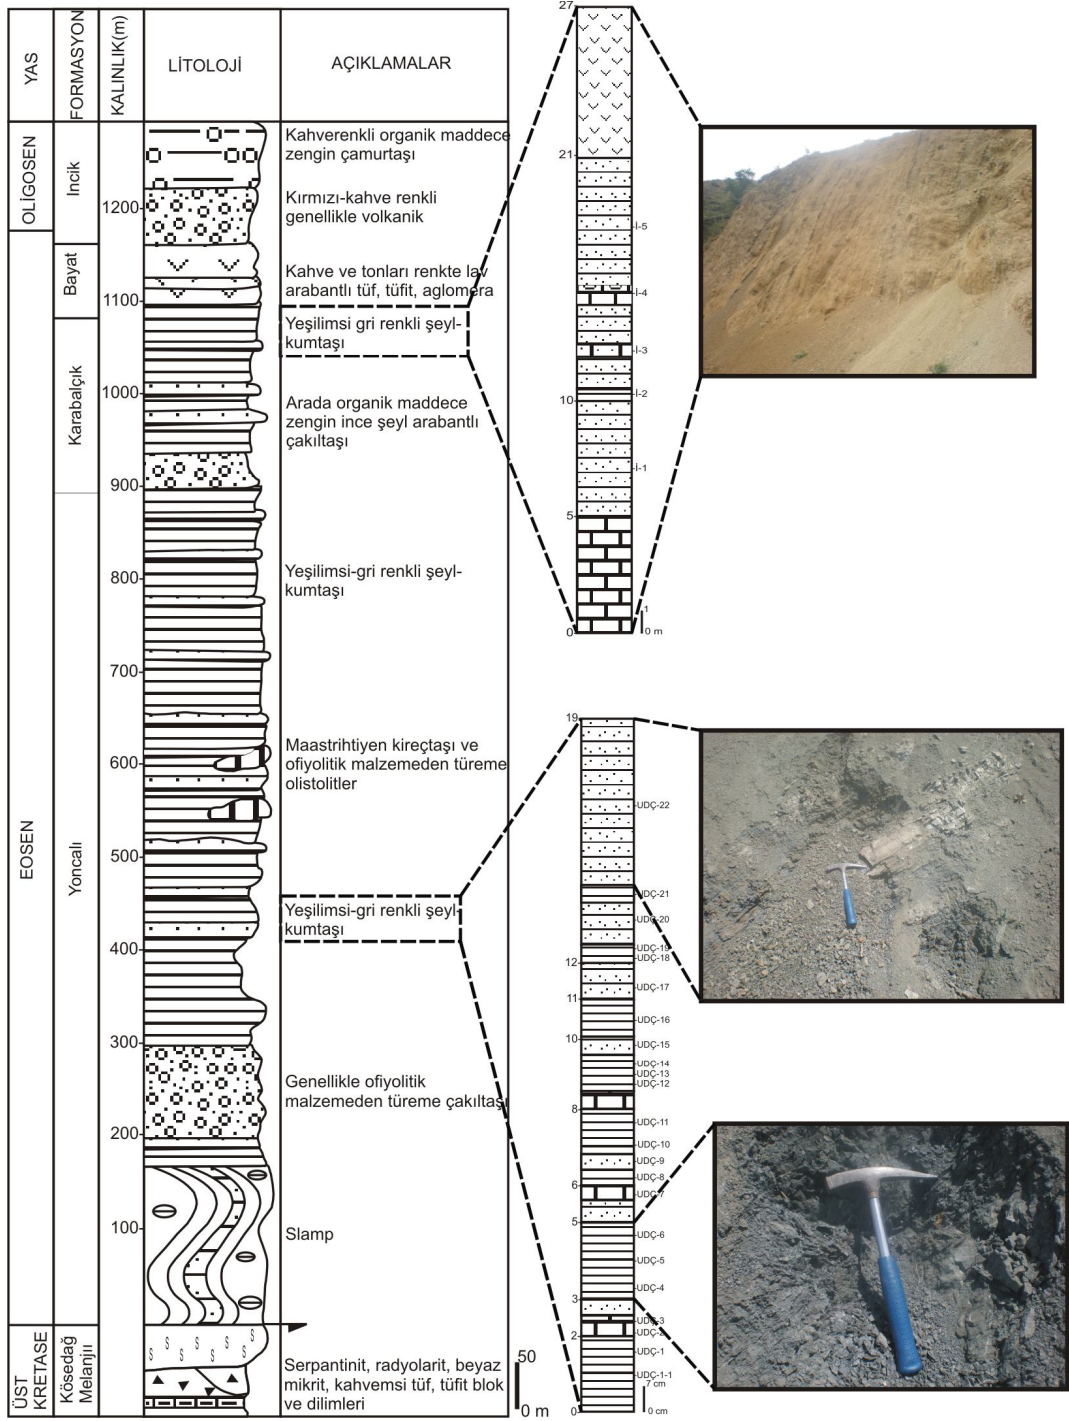 YAS
FORMASYON
KALINLIK(m)
LİTOLOJİ
AÇIKLAMALAR
OLİGOSEN
EOSEN
ÜST
KRETASE
Incik
Bayat
Karabalçık
Yoncalı
Kösedağ
Melanjıı
1200
1100
1000
900
800
700
600
500
400
300
200
100
Kahverenkli organik maddece
zengin çamurtaşı
Kırmızı-kahve renkli
genellikle volkanik
Kahve ve tonları renkte lav
arabantlı tüf, tüfit, aglomera
Yeşilimsi gri renkli şeyl-
kumtaşı
Arada organik maddece
zengin ince şeyl arabantlı
çakıltaşı
Yeşilimsi-gri renkli şeyl-
kumtaşı
Maastrihtiyen kireçtaşı ve
ofiyolitik malzemeden türeme
olistolitler
Yeşilimsi-gri renkli şeyl-
kumtaşı
Genellikle ofiyolitik
malzemeden türeme çakıltaşı
Slamp
Serpantinit, radyolarit, beyaz
mikrit, kahvemsi tüf, tüfit blok
ve dilimleri
50
0 m
27
21
10
5
0
İ-5
İ-4
İ-3
İ-2
İ-1
1
0 m
19
12
11
10
8
6
5
3
2
0
UDÇ-22
UDÇ-21
UDÇ-20
UDÇ-19
UDÇ-18
UDÇ-17
UDÇ-16
UDÇ-15
UDÇ-14
UDÇ-13
UDÇ-12
UDÇ-11
UDÇ-10
UDÇ-9
UDÇ-8
UDÇ-7
UDÇ-6
UDÇ-5
UDÇ-4
UDÇ-3
UDÇ-2
UDÇ-1
UDÇ-1-1
7 cm
0 cm